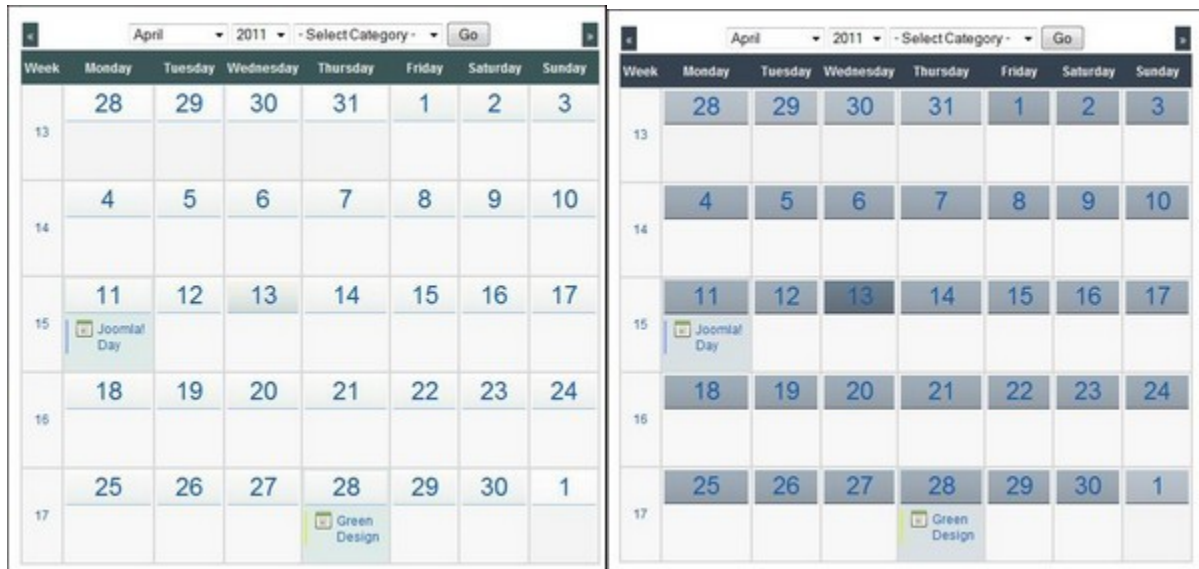 « April 2011 - Select Category - Go »
Week Monday Tuesday Wednesday Thursday Friday Saturday Sunday
28 29 30 31 1 2 3
13
4 5 6 7 8 9 10
14
11 12 13 14 15 16 17
15
Joomla!
Day
18 19 20 21 22 23 24
16
25 26 27 28 29 30 1
17
Green
Design
« April 2011 - Select Category - Go »
Week Monday Tuesday Wednesday Thursday Friday Saturday Sunday
28 29 30 31 1 2 3
13
4 5 6 7 8 9 10
14
11 12 13 14 15 16 17
15
Joomla!
Day
18 19 20 21 22 23 24
16
25 26 27 28 29 30 1
17
Green
Design